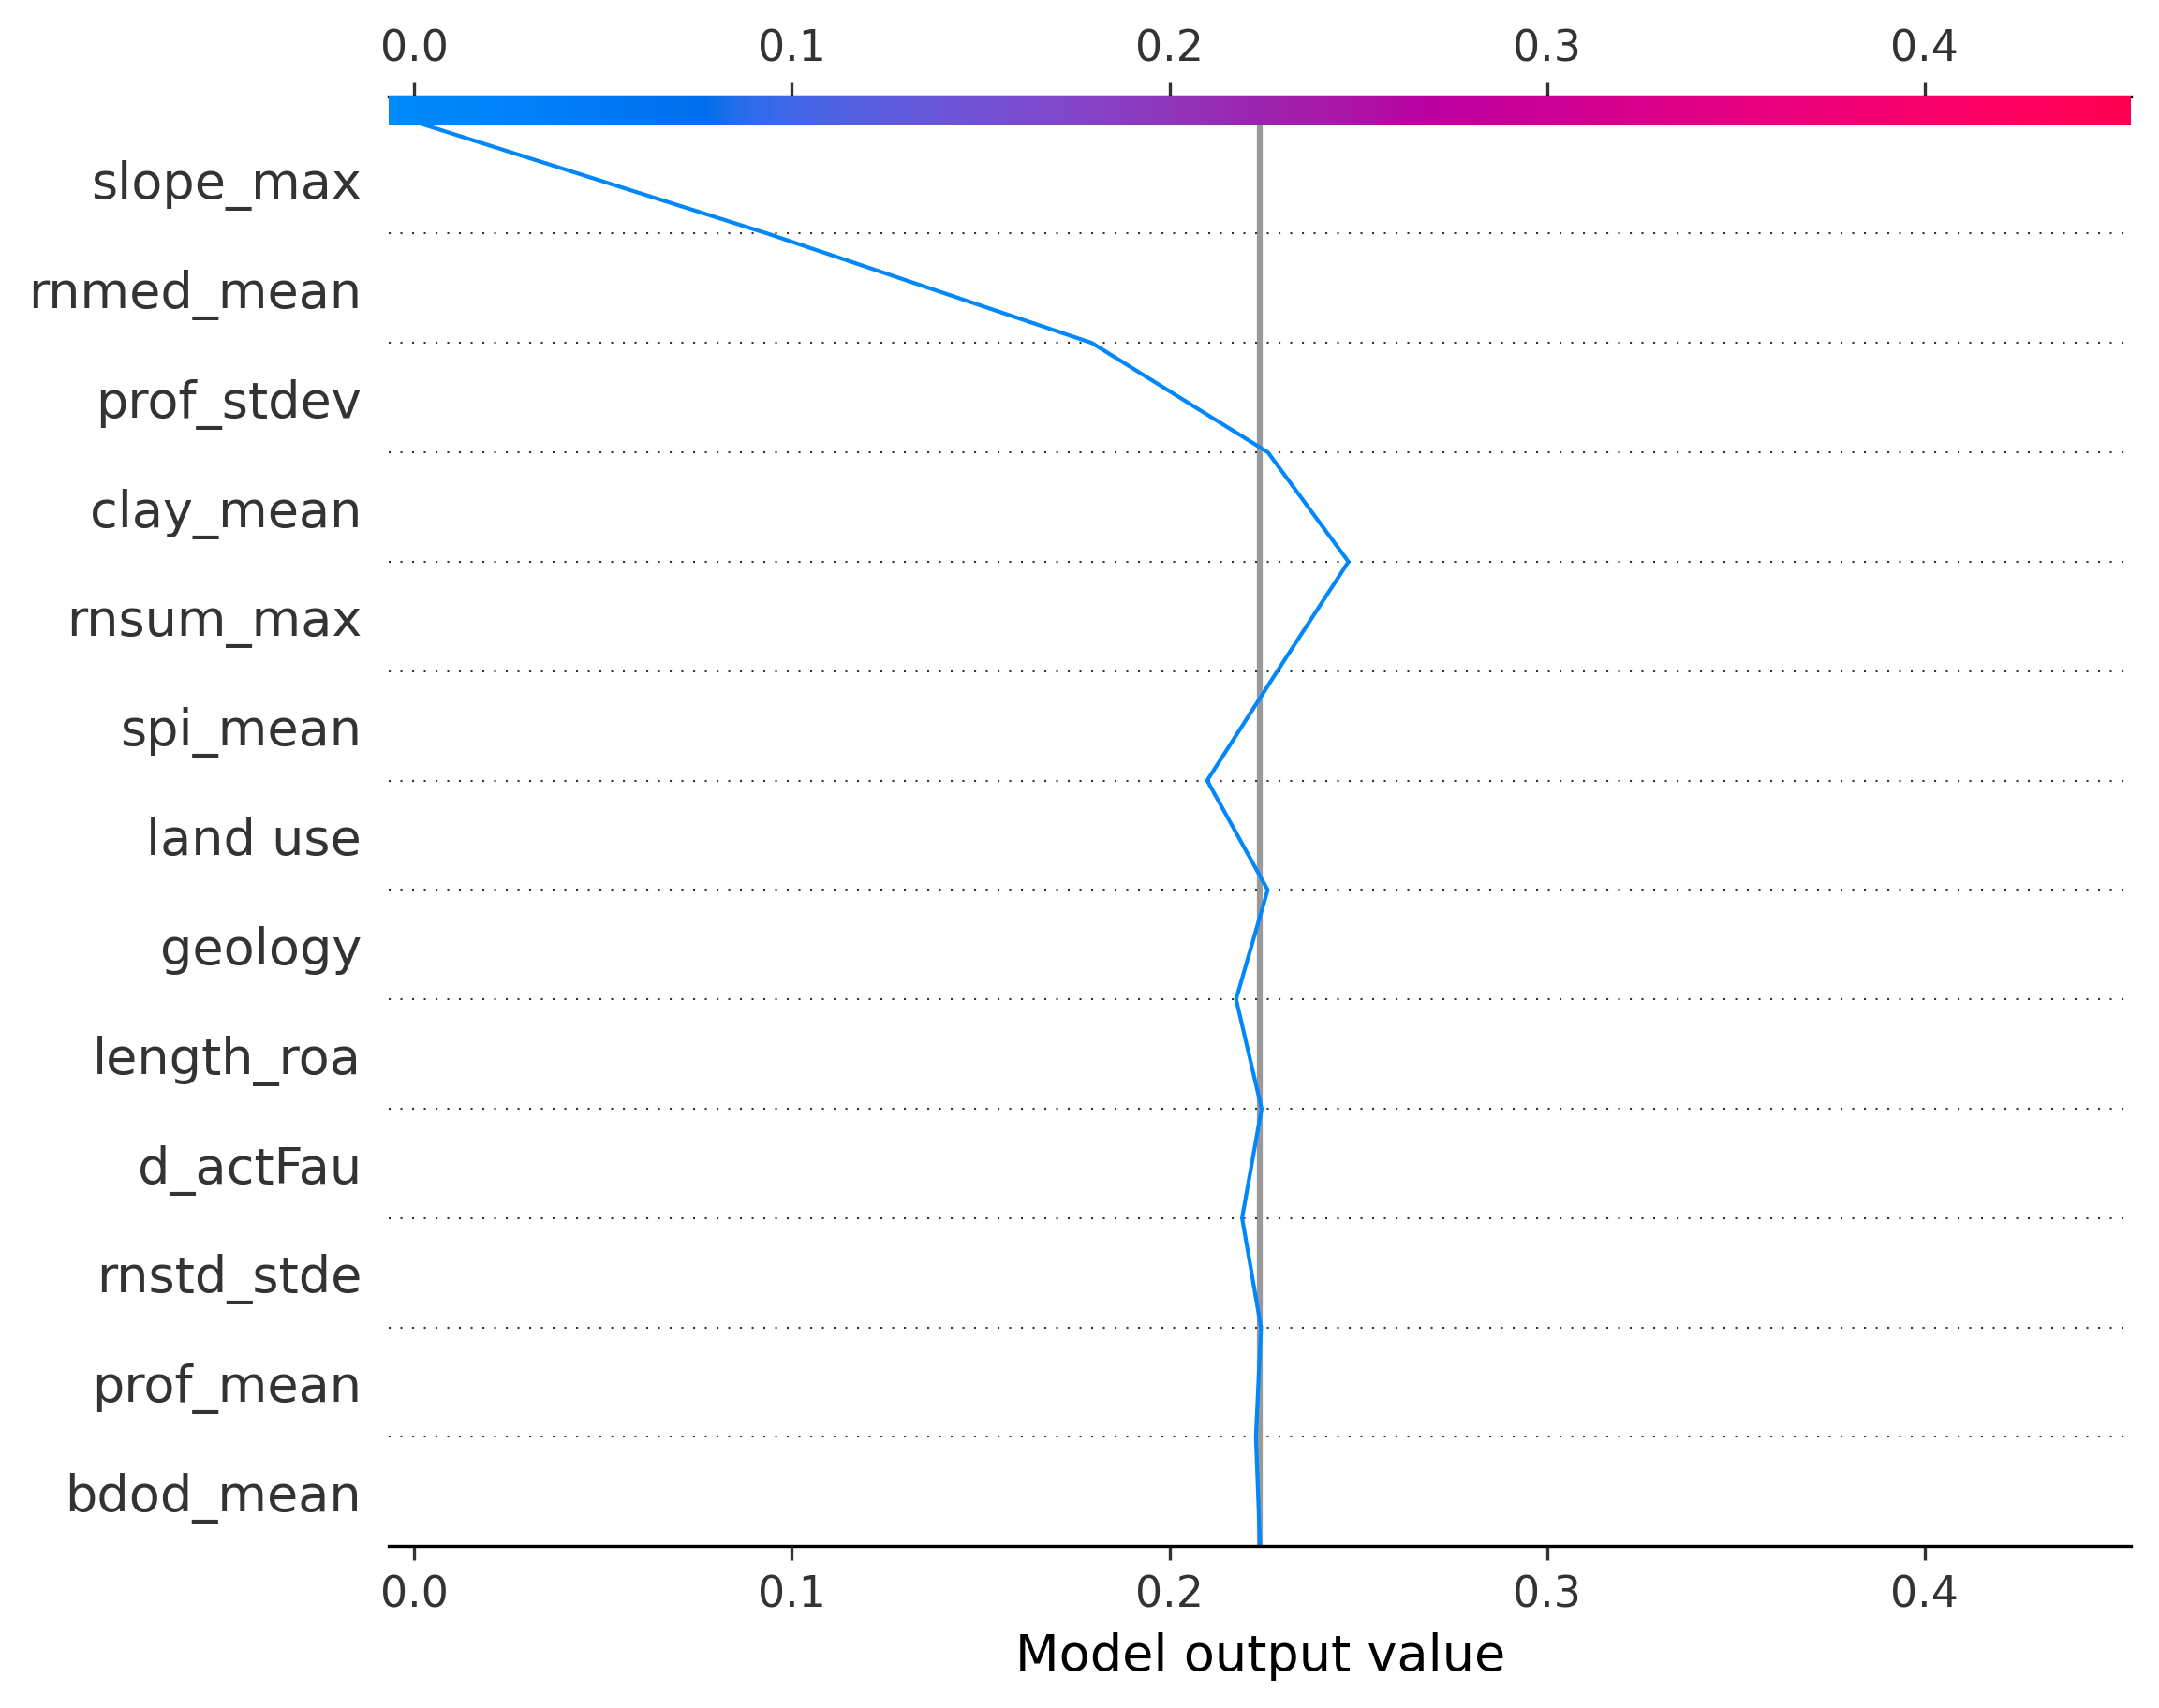 0.0 0.1 0.2 0.3 0.4
slope_max
rnmed_mean
prof_stdev
clay_mean
rnsum_max
spi_mean
land use
geology
length_roa
d_actFau
rnstd_stde
prof_mean
bdod_mean
0.0 0.1 0.2 0.3 0.4
Model output value